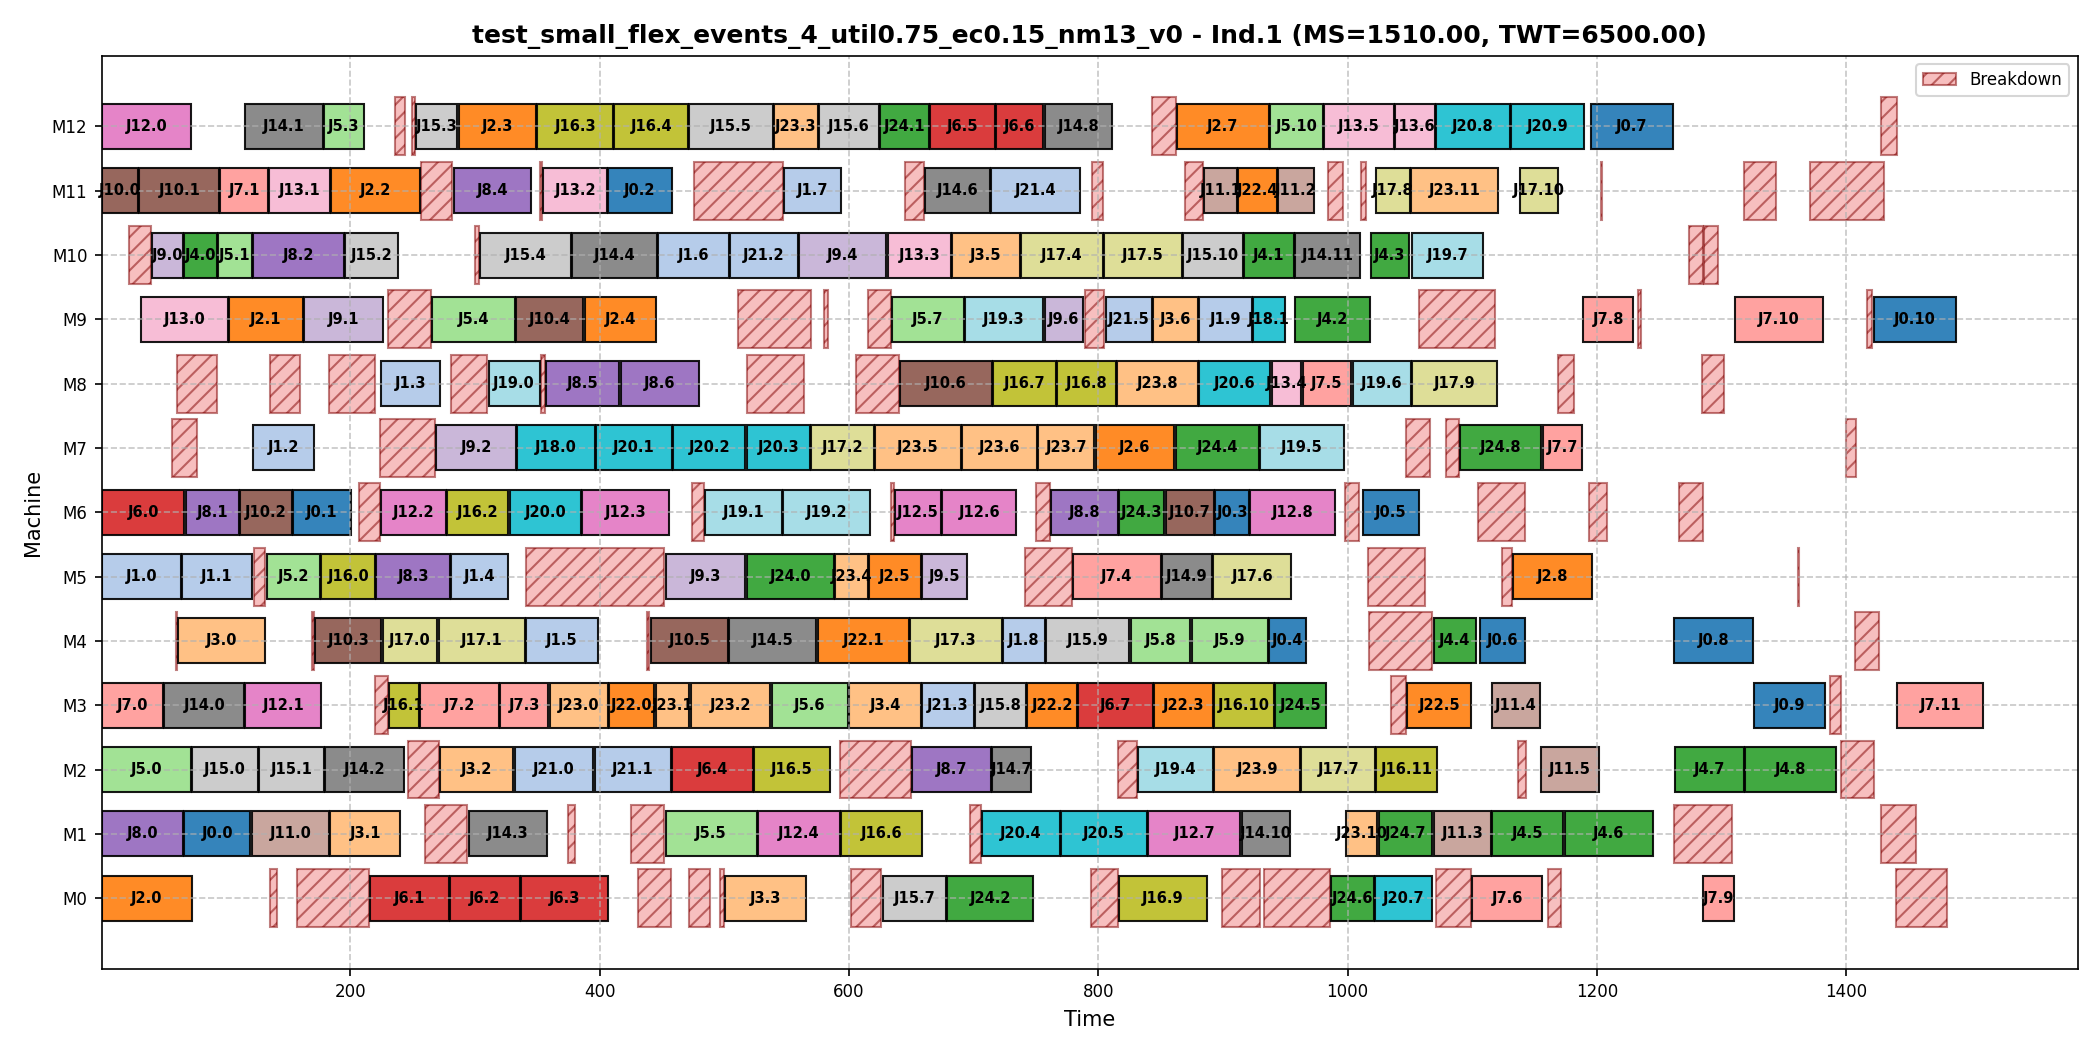 test_small_flex_events_4_util0.75_ec0.15_nm13_v0 - Ind.1 (MS=1510.00, TWT=6500.00)
Breakdown
M12 J12.0 J14.1 J5.3 J15.3 J2.3 J16.3 J16.4 J15.5 J23.3 J15.6 J24.1 J6.5 J6.6 J14.8 J2.7 J5.10 J13.5 J13.6 J20.8 J20.9 J0.7
M11 J10.0 J10.1 J7.1 J13.1 J2.2 J8.4 J13.2 J0.2 J1.7 J14.6 J21.4 J11.1 J22.4 J11.2 J17.8 J23.11 J17.10
M10 J9.0 J4.0 J5.1 J8.2 J15.2 J15.4 J14.4 J1.6 J21.2 J9.4 J13.3 J3.5 J17.4 J17.5 J15.10 J4.1 J14.11 J4.3 J19.7
M9 J13.0 J2.1 J9.1 J5.4 J10.4 J2.4 J5.7 J19.3 J9.6 J21.5 J3.6 J1.9 J18.1 J4.2 J7.8 J7.10 J0.10
M8 J1.3 J19.0 J8.5 J8.6 J10.6 J16.7 J16.8 J23.8 J20.6 J13.4 J7.5 J19.6 J17.9
M7 J1.2 J9.2 J18.0 J20.1 J20.2 J20.3 J17.2 J23.5 J23.6 J23.7 J2.6 J24.4 J19.5 J24.8 J7.7
M6 J6.0 J8.1 J10.2 J0.1 J12.2 J16.2 J20.0 J12.3 J19.1 J19.2 J12.5 J12.6 J8.8 J24.3 J10.7 J0.3 J12.8 J0.5
M5 J1.0 J1.1 J5.2 J16.0 J8.3 J1.4 J9.3 J24.0 J23.4 J2.5 J9.5 J7.4 J14.9 J17.6 J2.8
M4 J3.0 J10.3 J17.0 J17.1 J1.5 J10.5 J14.5 J22.1 J17.3 J1.8 J15.9 J5.8 J5.9 J0.4 J4.4 J0.6 J0.8
M3 J7.0 J14.0 J12.1 J16.1 J7.2 J7.3 J23.0 J22.0 J23.1 J23.2 J5.6 J3.4 J21.3 J15.8 J22.2 J6.7 J22.3 J16.10 J24.5 J22.5 J11.4 J0.9 J7.11
M2 J5.0 J15.0 J15.1 J14.2 J3.2 J21.0 J21.1 J6.4 J16.5 J8.7 J14.7 J19.4 J23.9 J17.7 J16.11 J11.5 J4.7 J4.8
M1 J8.0 J0.0 J11.0 J3.1 J14.3 J5.5 J12.4 J16.6 J20.4 J20.5 J12.7 J14.10 J23.10 J24.7 J11.3 J4.5 J4.6
M0 J2.0 J6.1 J6.2 J6.3 J3.3 J15.7 J24.2 J16.9 J24.6 J20.7 J7.6 J7.9
200 400 600 800 1000 1200 1400
Time
Machine